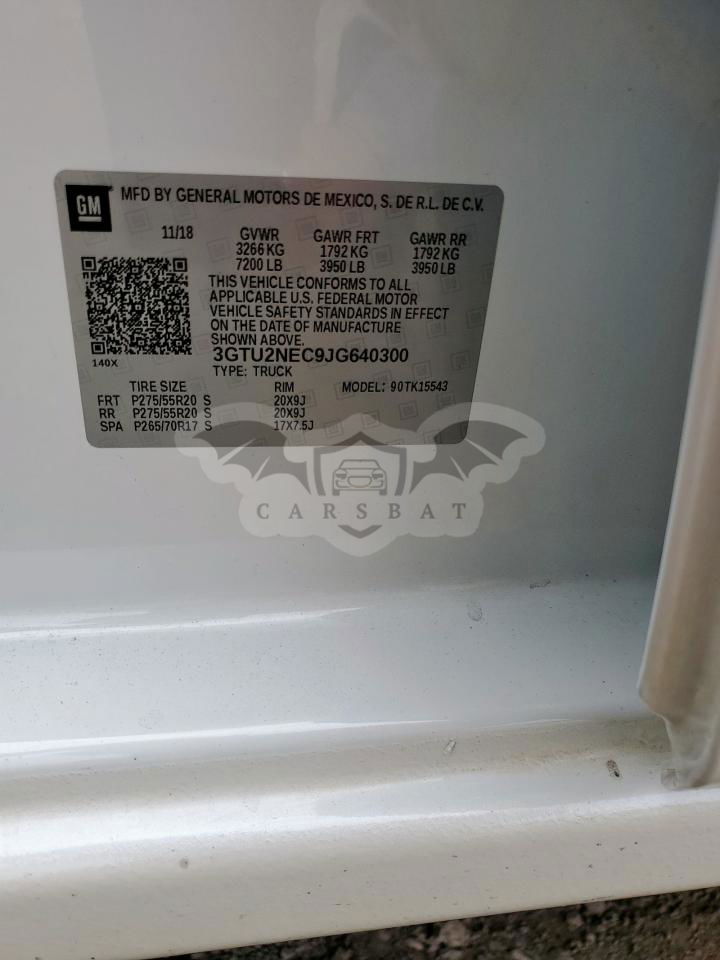 GM
MFD BY GENERAL MOTORS DE MEXICO, S. DE R.L. DE C.V.
11/18 GVWR GAWR FRT GAWR RR
3266 KG 1792 KG 1792 KG
7200 LB 3950 LB 3950 LB
THIS VEHICLE CONFORMS TO ALL
APPLICABLE U.S. FEDERAL MOTOR
VEHICLE SAFETY STANDARDS IN EFFECT
ON THE DATE OF MANUFACTURE
SHOWN ABOVE.
3GTU2NEC9JG640300
140X
TYPE: TRUCK
TIRE SIZE RIM MODEL: 90TK15543
FRT P275/55R20 S 20X9J
RR P275/55R20 S 20X9J
SPA P265/70R17 S 17X7.5J
CARSBAT